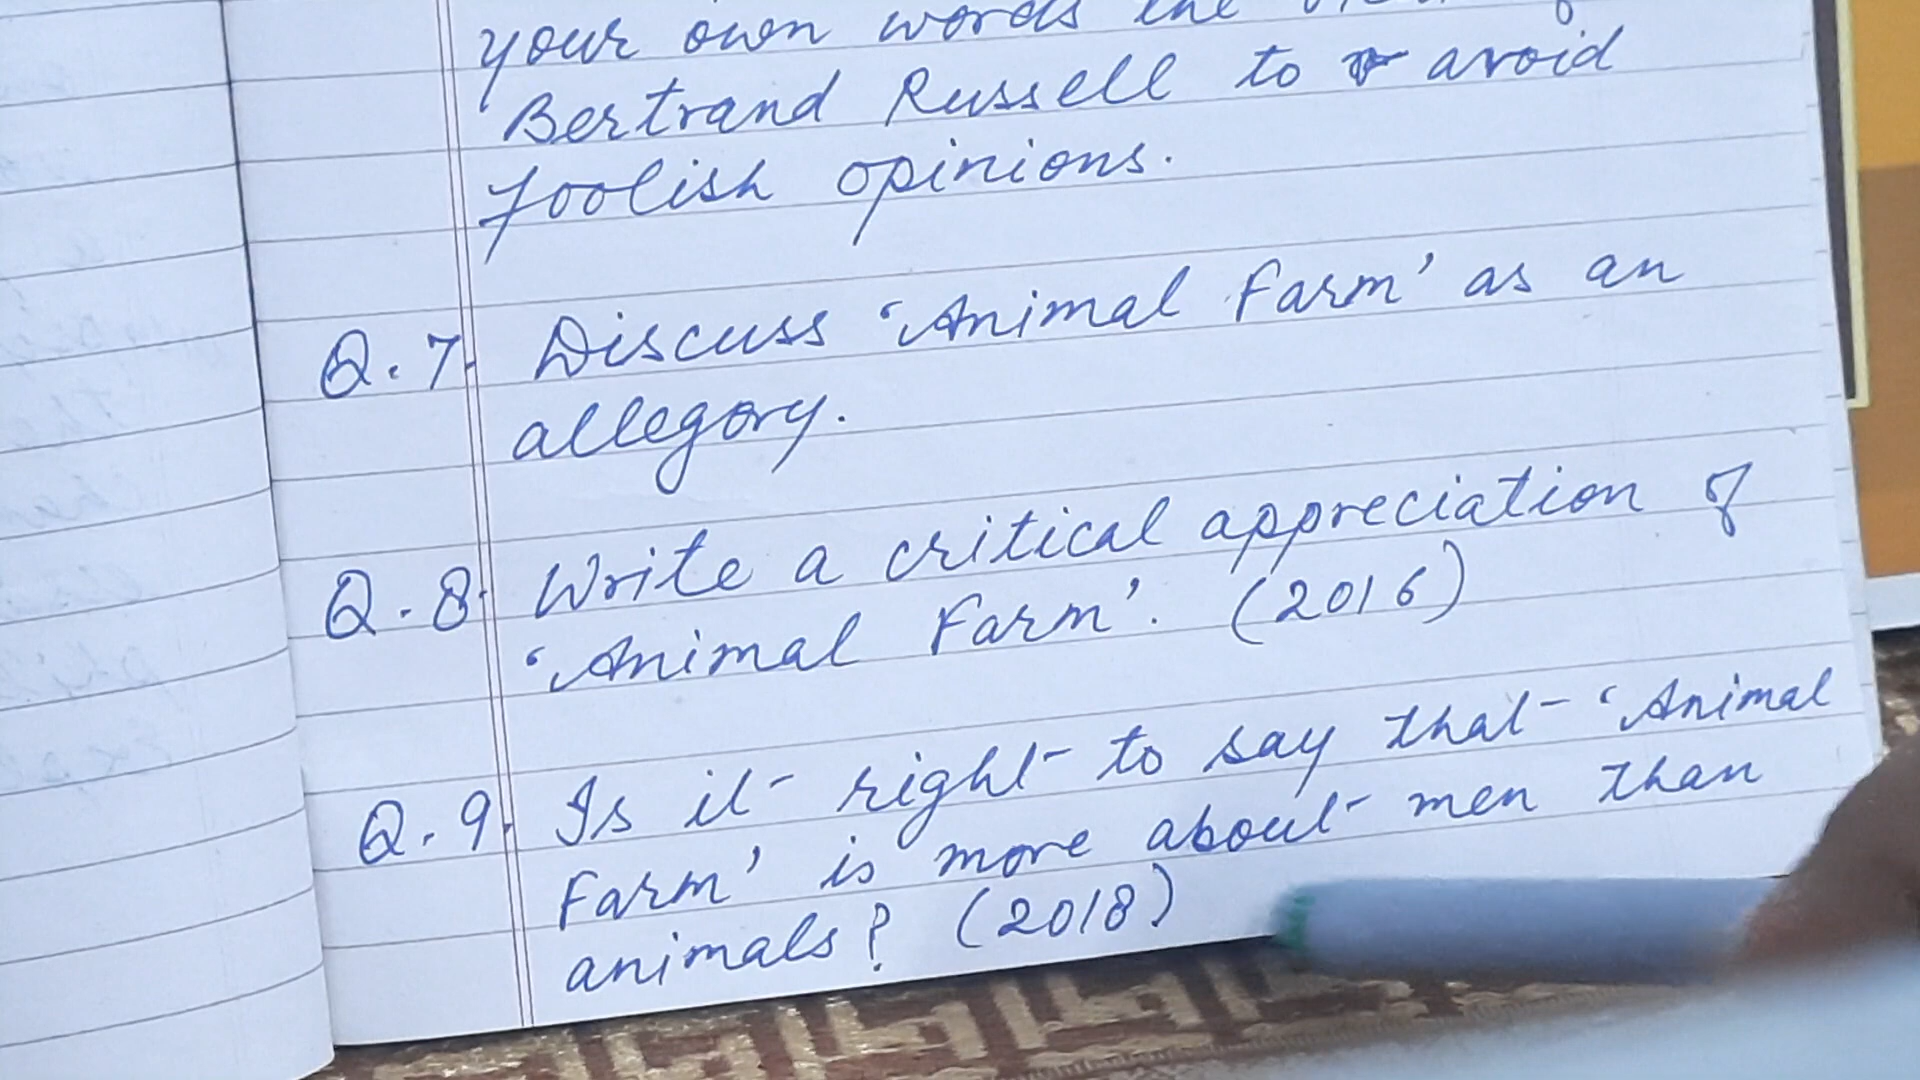 your own words the
Bertrand Russell to avoid
foolish opinions.
Q.7. Discuss 'Animal Farm' as an
allegory.
Q.8. Write a critical appreciation of
'Animal Farm'. (2016)
Q.9. Is it right to say that 'Animal
Farm' is more about men than
animals? (2018)